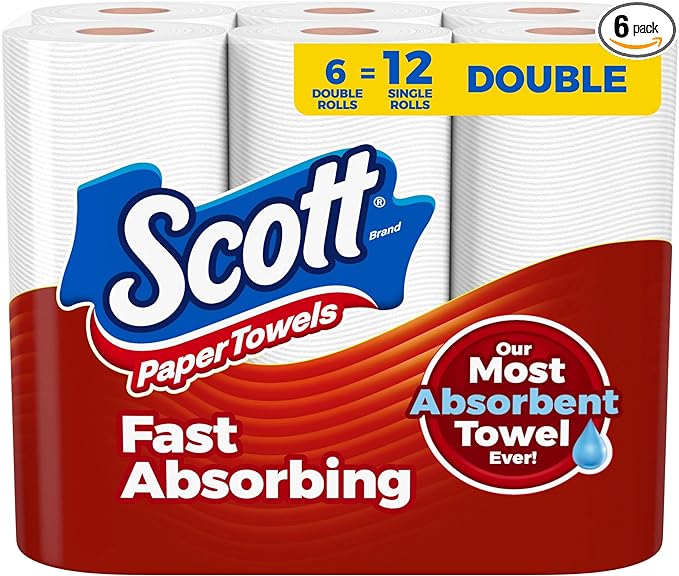 6 pack
6 = 12 DOUBLE
DOUBLE SINGLE
ROLLS ROLLS
Scott®
Brand
Paper Towels
Fast
Absorbing
Our
Most
Absorbent
Towel
Ever!